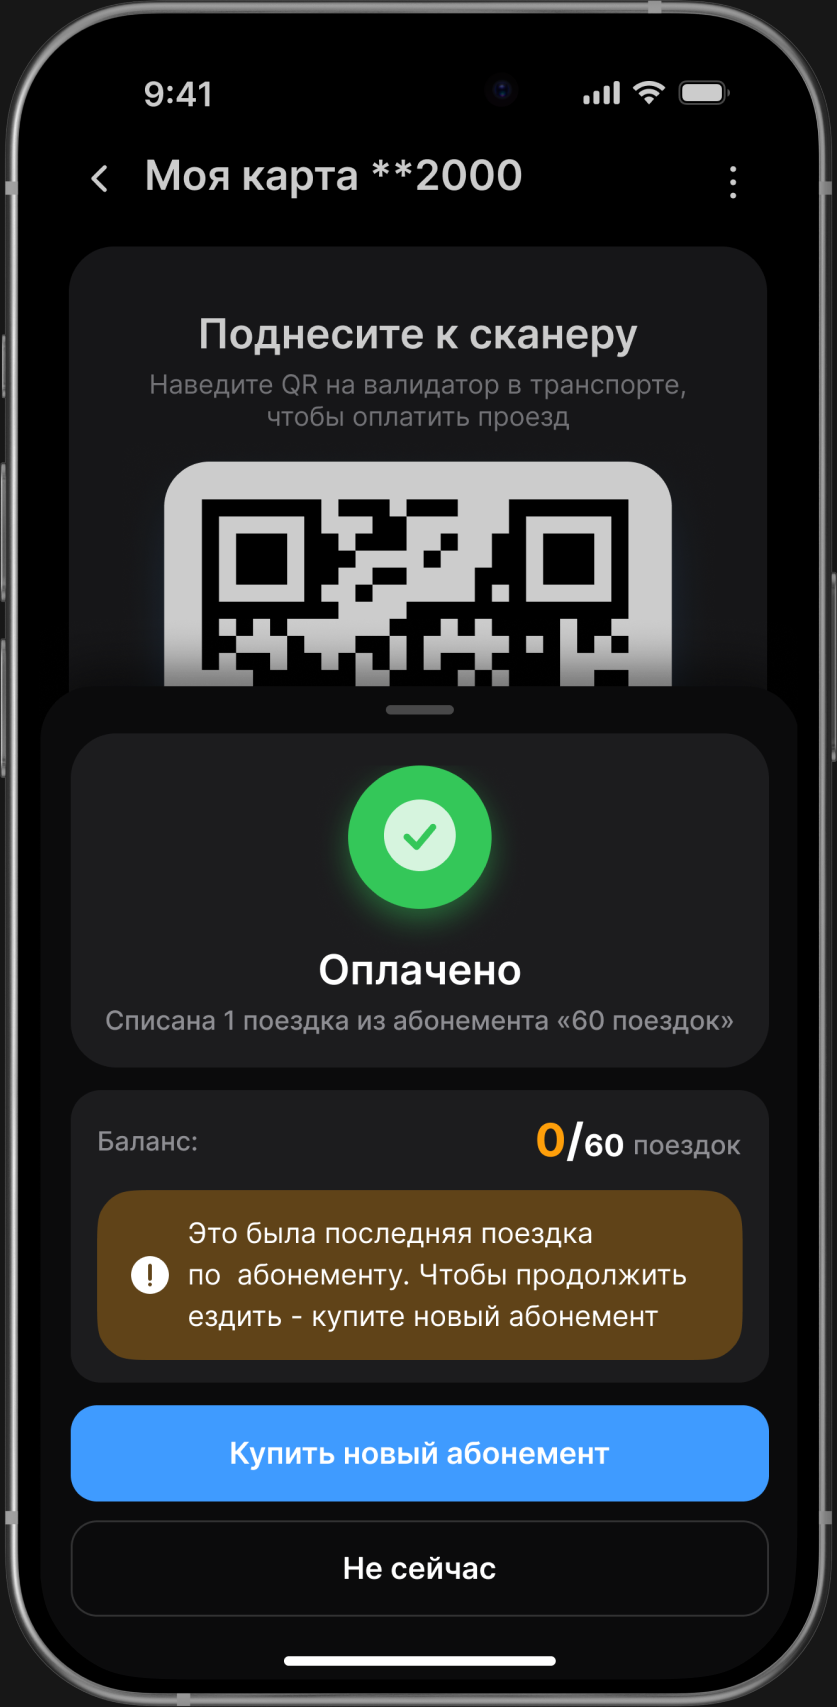 9:41
Моя карта **2000
Поднесите к сканеру
Наведите QR на валидатор в транспорте,
чтобы оплатить проезд
Оплачено
Списана 1 поездка из абонемента «60 поездок»
Баланс: 0/60 поездок
Это была последняя поездка
по  абонементу. Чтобы продолжить
ездить - купите новый абонемент
Купить новый абонемент
Не сейчас